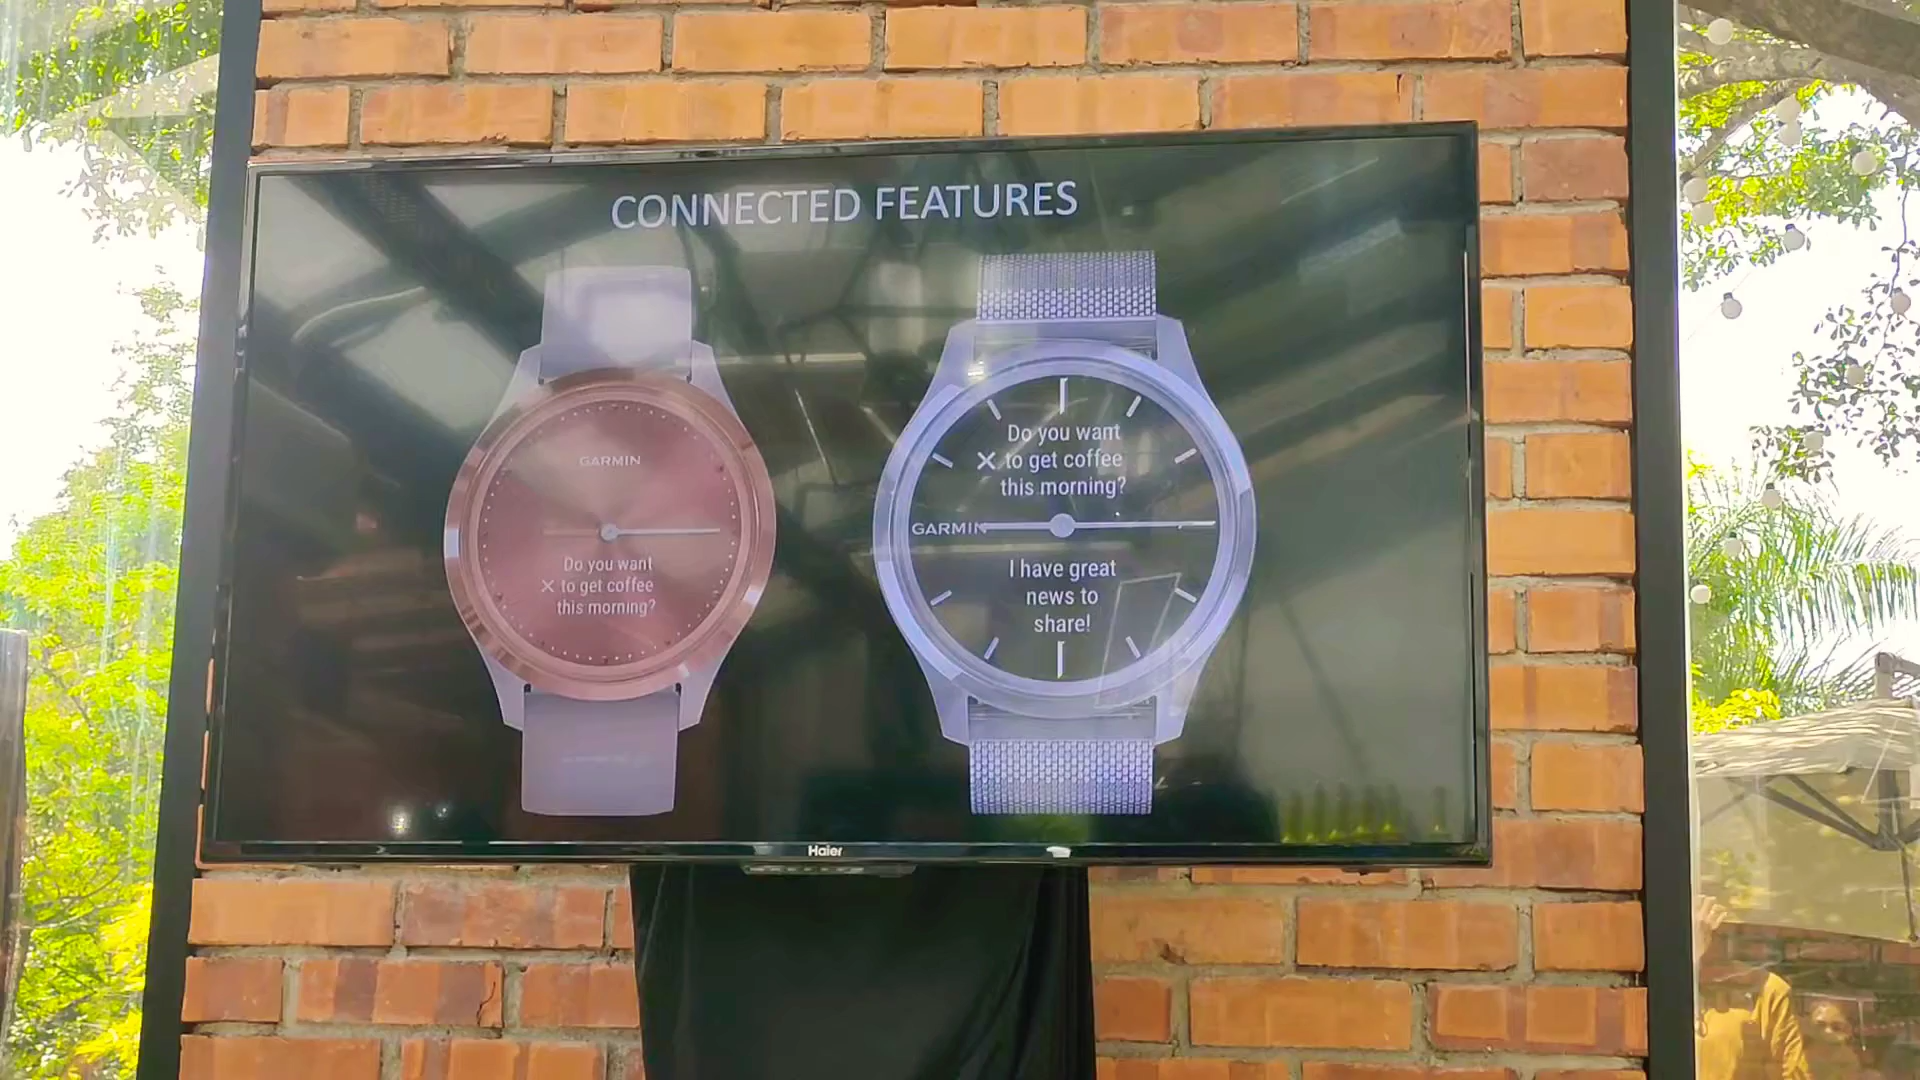 CONNECTED FEATURES
GARMIN
Do you want
× to get coffee
this morning?
Do you want
× to get coffee
this morning?
GARMIN
I have great
news to
share!
Haier